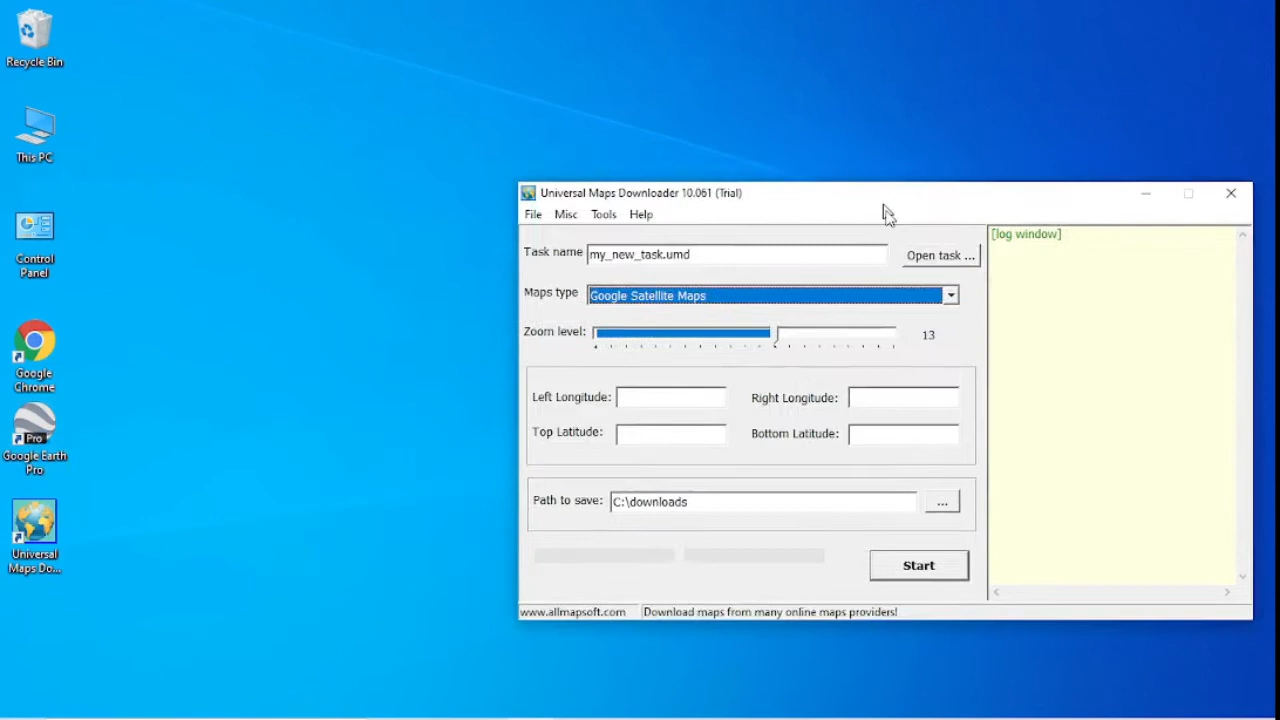 Recycle Bin
This PC
Control
Panel
Google
Chrome
Pro
Google Earth
Pro
Universal
Maps Do...
Universal Maps Downloader 10.061 (Trial)
File Misc Tools Help
Task name my_new_task.umd Open task ...
Maps type Google Satellite Maps
Zoom level: 13
Left Longitude: Right Longitude:
Top Latitude: Bottom Latitude:
Path to save: C:\downloads ...
Start
[log window]
www.allmapsoft.com Download maps from many online maps providers!